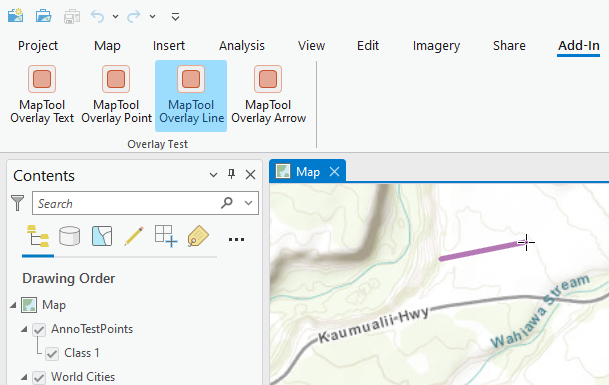 Project Map Insert Analysis View Edit Imagery Share Add-In
MapTool MapTool MapTool MapTool
Overlay Text Overlay Point Overlay Line Overlay Arrow
Overlay Test
Contents
Map
Search
Drawing Order
Map
AnnoTestPoints
Class 1
World Cities
Kaumualii Hwy
Wahiawa Stream